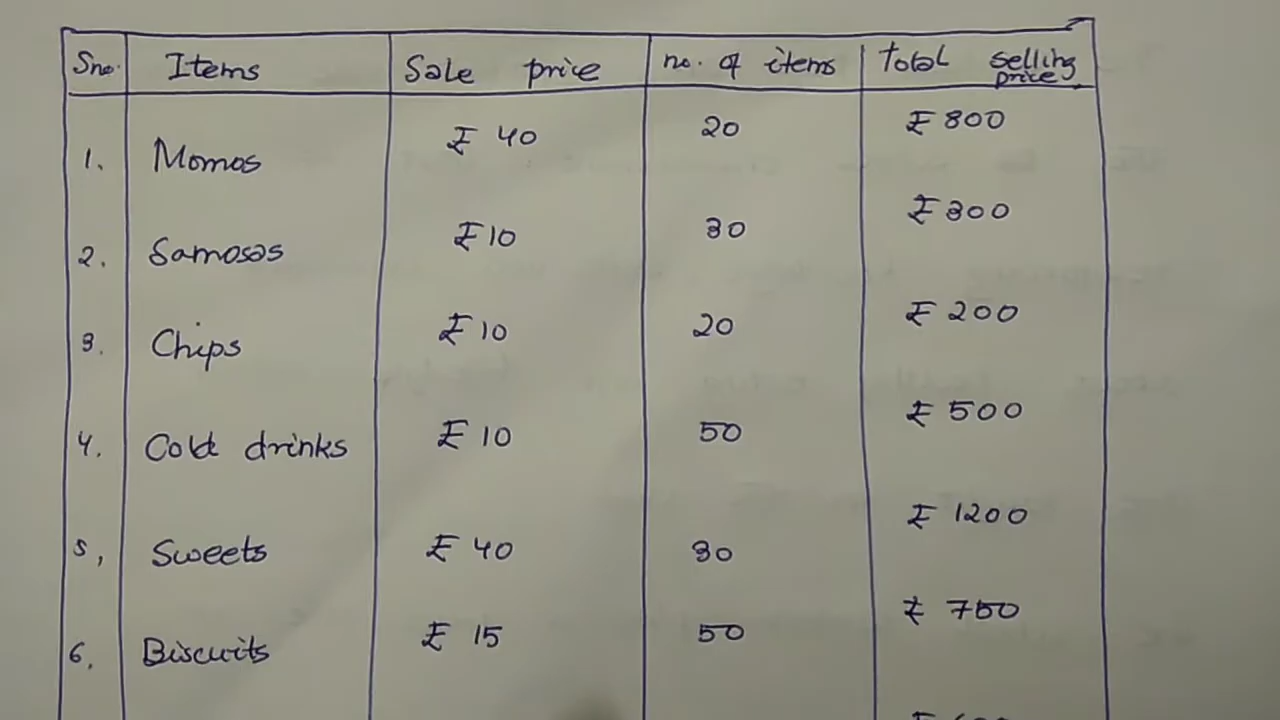 Sno. Items Sale price no. of items Total selling price
1. Momos ₹ 40 20 ₹ 800
2. Samosas ₹ 10 30 ₹ 300
3. Chips ₹ 10 20 ₹ 200
4. Cold drinks ₹ 10 50 ₹ 500
5, Sweets ₹ 40 30 ₹ 1200
6. Biscuits ₹ 15 50 ₹ 750